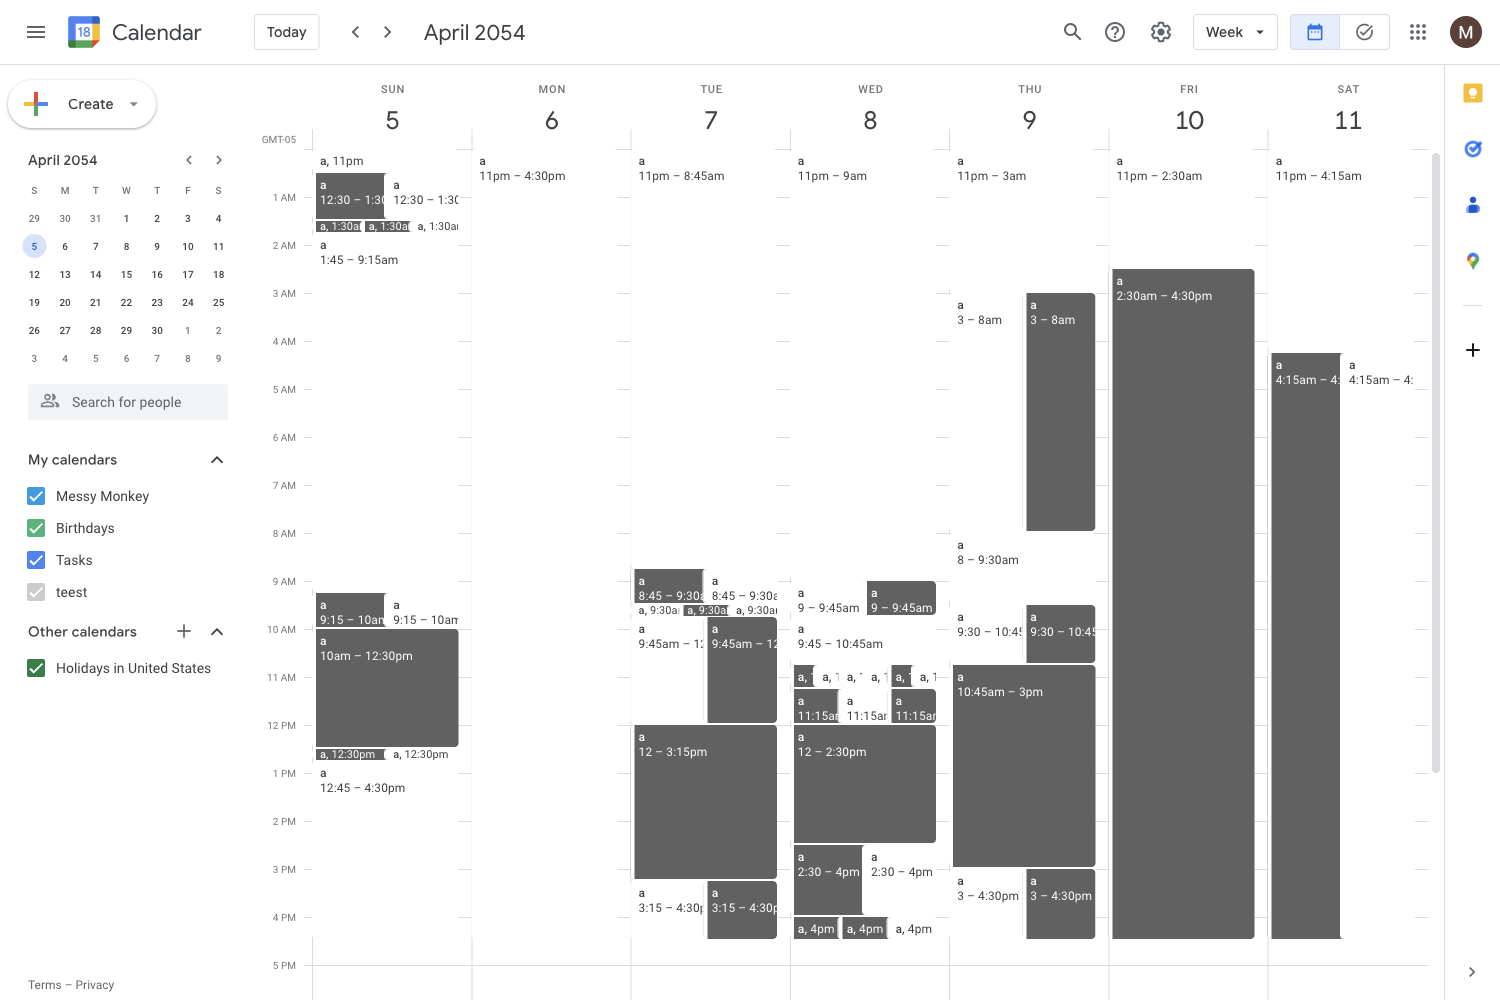 18 Calendar
Today
April 2054
Week
M
Create
April 2054
S M T W T F S
29 30 31 1 2 3 4
5 6 7 8 9 10 11
12 13 14 15 16 17 18
19 20 21 22 23 24 25
26 27 28 29 30 1 2
3 4 5 6 7 8 9
Search for people
My calendars
Messy Monkey
Birthdays
Tasks
teest
Other calendars
Holidays in United States
Terms – Privacy
GMT-05
1 AM
2 AM
3 AM
4 AM
5 AM
6 AM
7 AM
8 AM
9 AM
10 AM
11 AM
12 PM
1 PM
2 PM
3 PM
4 PM
5 PM
SUN
5
a, 11pm
a
12:30 – 1:30
a
12:30 – 1:30
a, 1:30a
a, 1:30a
a, 1:30a
a
1:45 – 9:15am
a
9:15 – 10am
a
9:15 – 10am
a
10am – 12:30pm
a, 12:30pm
a, 12:30pm
a
12:45 – 4:30pm
MON
6
a
11pm – 4:30pm
TUE
7
a
11pm – 8:45am
a
8:45 – 9:30a
a
8:45 – 9:30a
a, 9:30a
a, 9:30a
a, 9:30a
a
9:45am – 12
a
9:45am – 12
a
12 – 3:15pm
a
3:15 – 4:30p
a
3:15 – 4:30p
WED
8
a
11pm – 9am
a
9 – 9:45am
a
9 – 9:45am
a
9:45 – 10:45am
a, 1
a, 1
a, 1
a, 1
a, 1
a, 1
a
11:15a
a
11:15a
a
11:15a
a
12 – 2:30pm
a
2:30 – 4pm
a
2:30 – 4pm
a, 4pm
a, 4pm
a, 4pm
THU
9
a
11pm – 3am
a
3 – 8am
a
3 – 8am
a
8 – 9:30am
a
9:30 – 10:45
a
9:30 – 10:45
a
10:45am – 3pm
a
3 – 4:30pm
a
3 – 4:30pm
FRI
10
a
11pm – 2:30am
a
2:30am – 4:30pm
SAT
11
a
11pm – 4:15am
a
4:15am – 4:
a
4:15am – 4: